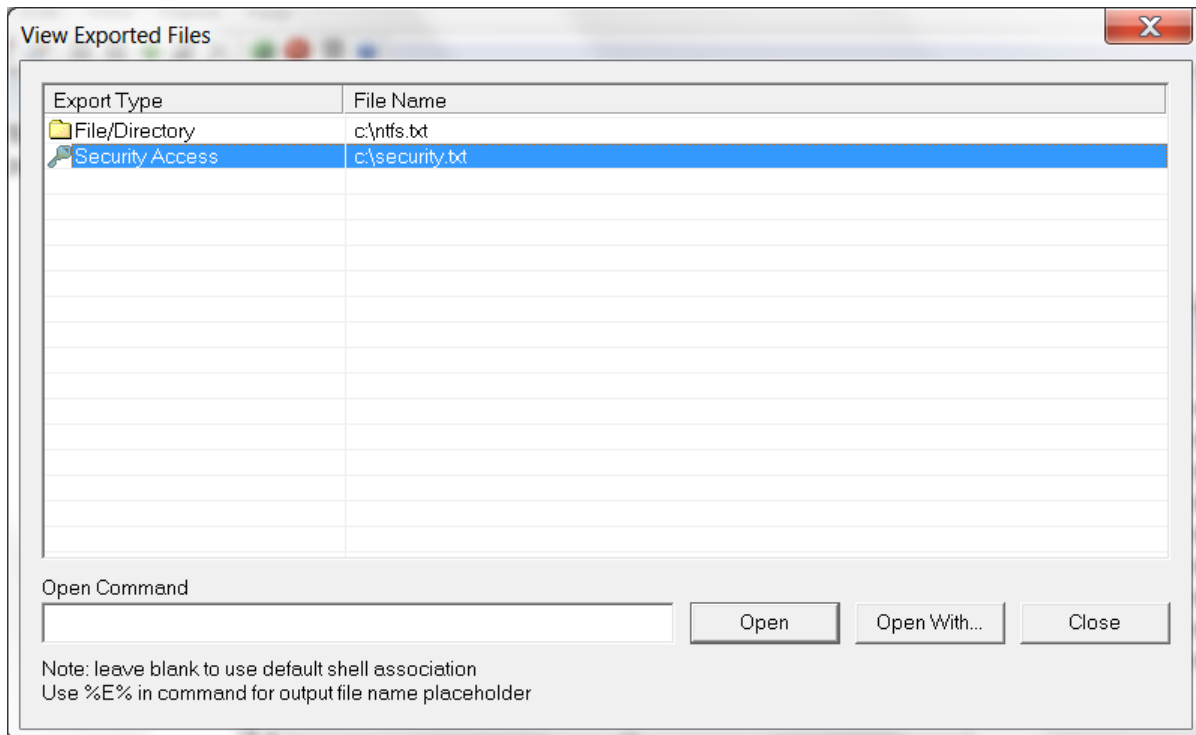 View Exported Files
Export Type File Name
File/Directory c:\ntfs.txt
Security Access c:\security.txt
Open Command
Open Open With... Close
Note: leave blank to use default shell association
Use %E% in command for output file name placeholder